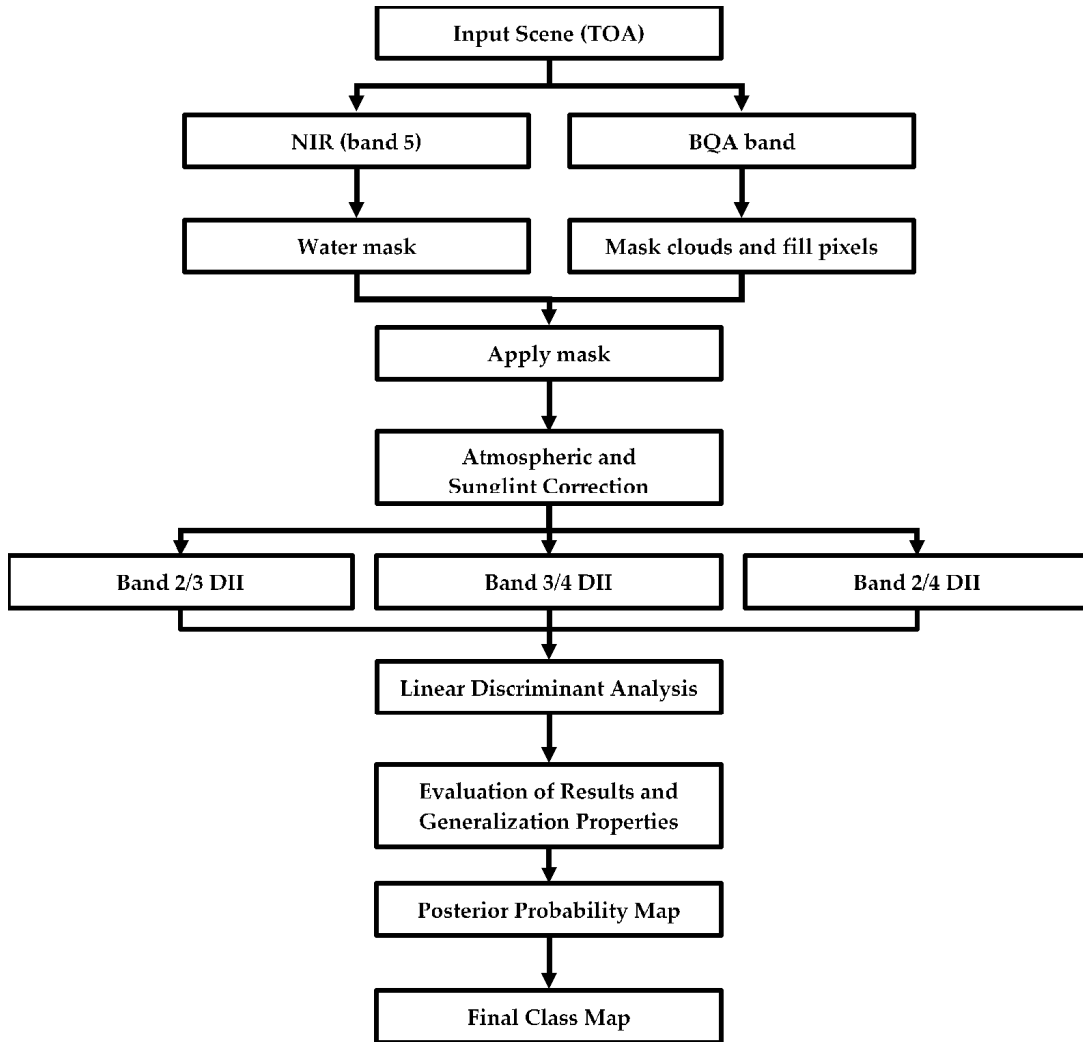 Input Scene (TOA)
NIR (band 5)
BQA band
Water mask
Mask clouds and fill pixels
Apply mask
Atmospheric and
Sunglint Correction
Band 2/3 DII
Band 3/4 DII
Band 2/4 DII
Linear Discriminant Analysis
Evaluation of Results and
Generalization Properties
Posterior Probability Map
Final Class Map